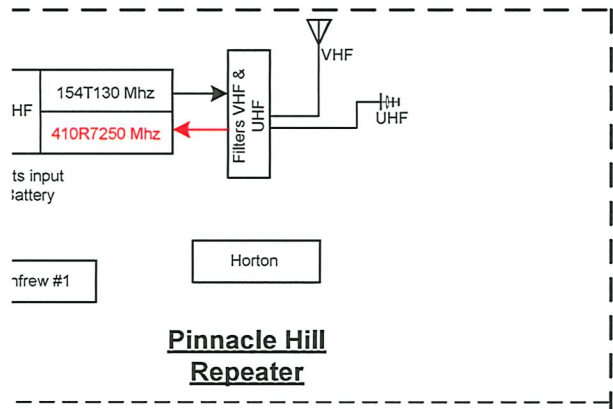 VHF
154T130 Mhz
HF
410R7250 Mhz
Filters VHF &
UHF
UHF
ts input
Battery
Horton
nfrew #1
Pinnacle Hill
Repeater